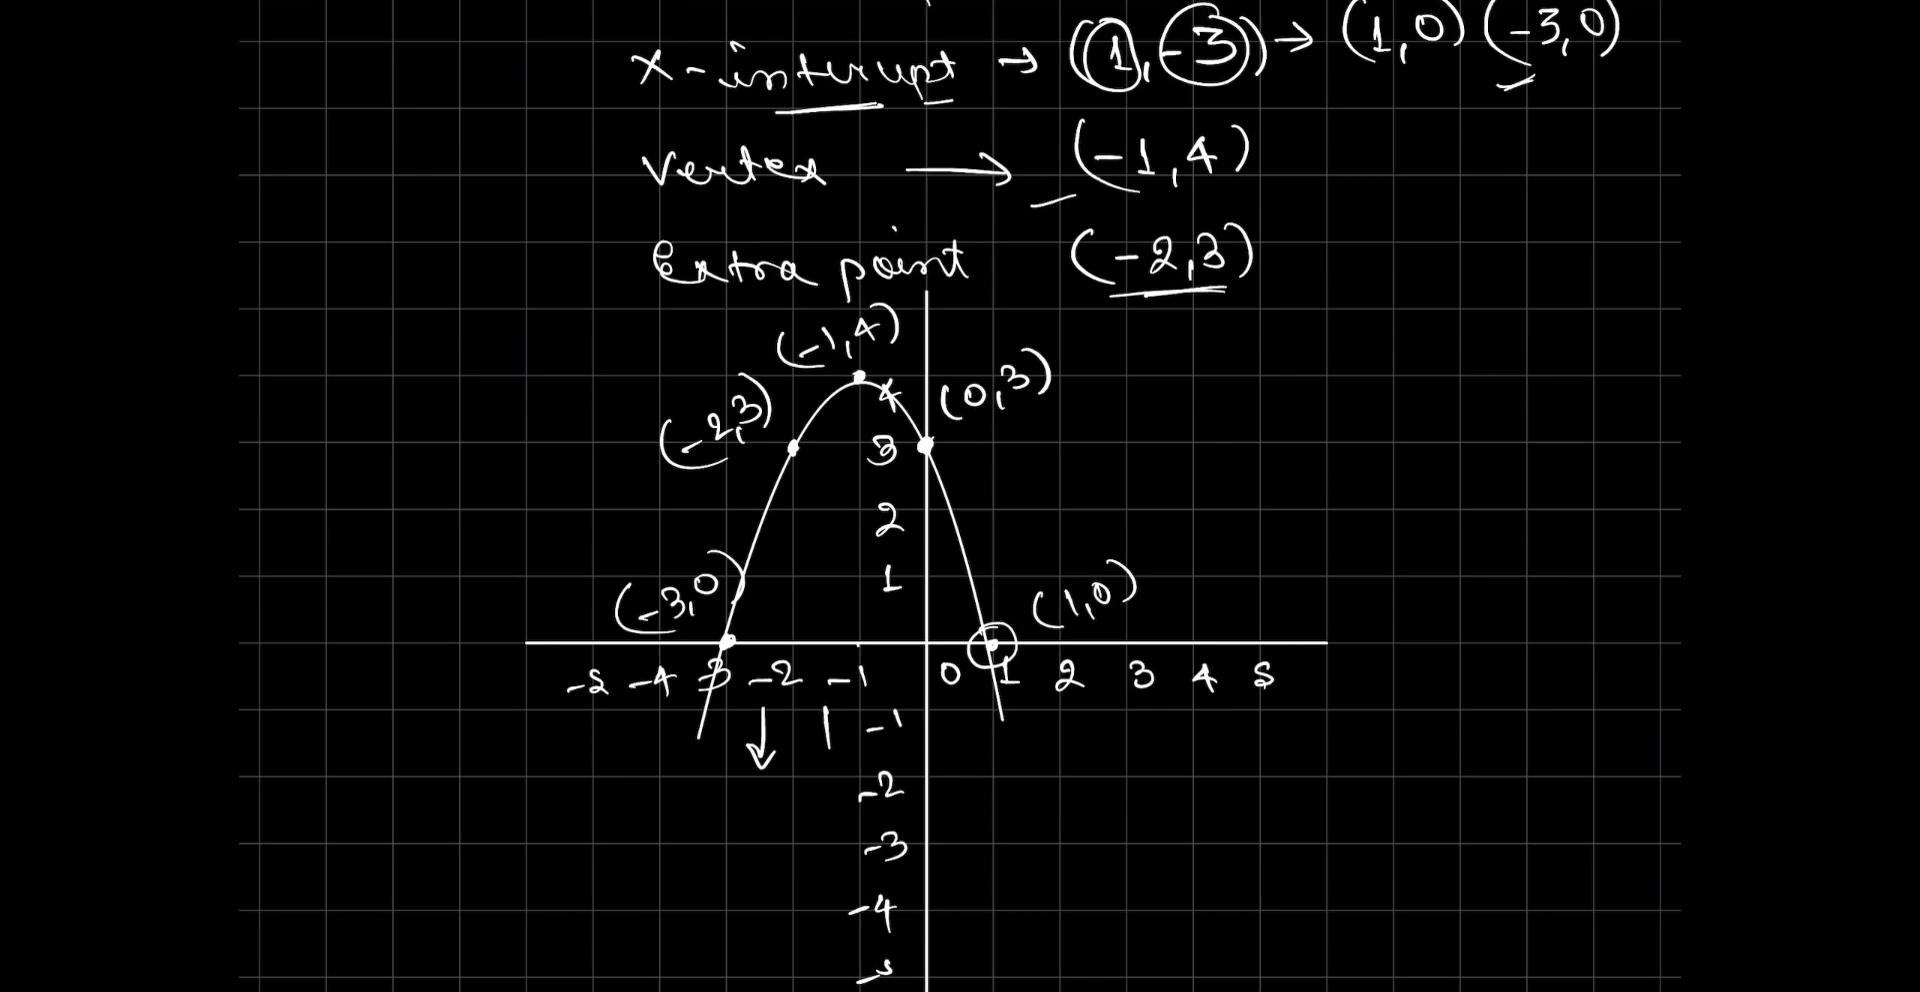 x-interupt → (1,-3) → (1,0) (-3,0)
Vertex → (-1,4)
Extra point (-2,3)
(-1,4)
4 (0,3)
(-2,3)
3
2
(-3,0) 1 (1,0)
-5 -4 -3 -2 -1 0 1 2 3 4 5
-1
-2
-3
-4
-5